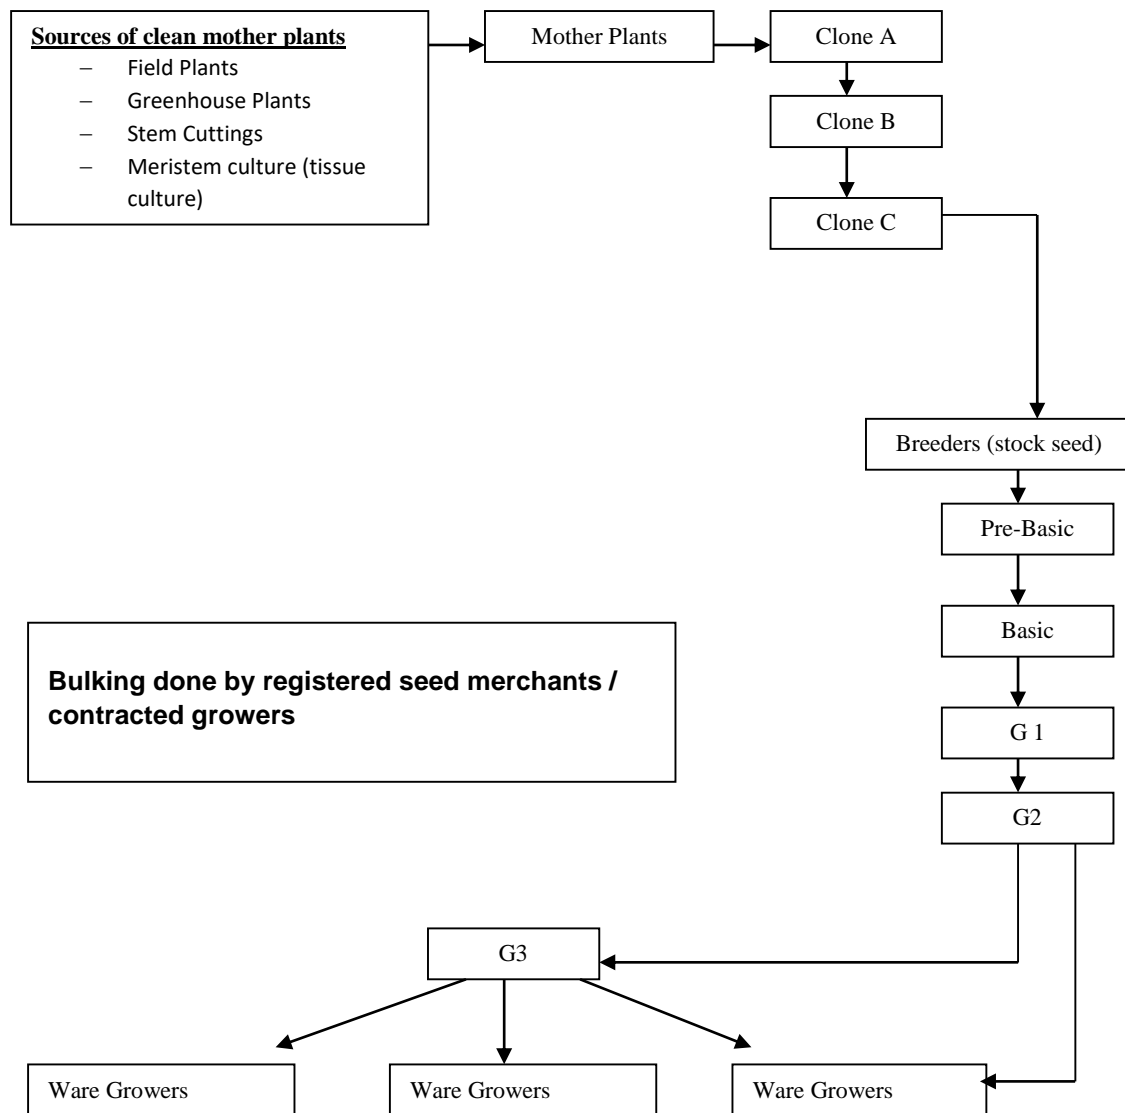 Sources of clean mother plants
– Field Plants
– Greenhouse Plants
– Stem Cuttings
– Meristem culture (tissue
culture)
Mother Plants
Clone A
Clone B
Clone C
Breeders (stock seed)
Pre-Basic
Basic
Bulking done by registered seed merchants /
contracted growers
G 1
G2
G3
Ware Growers
Ware Growers
Ware Growers